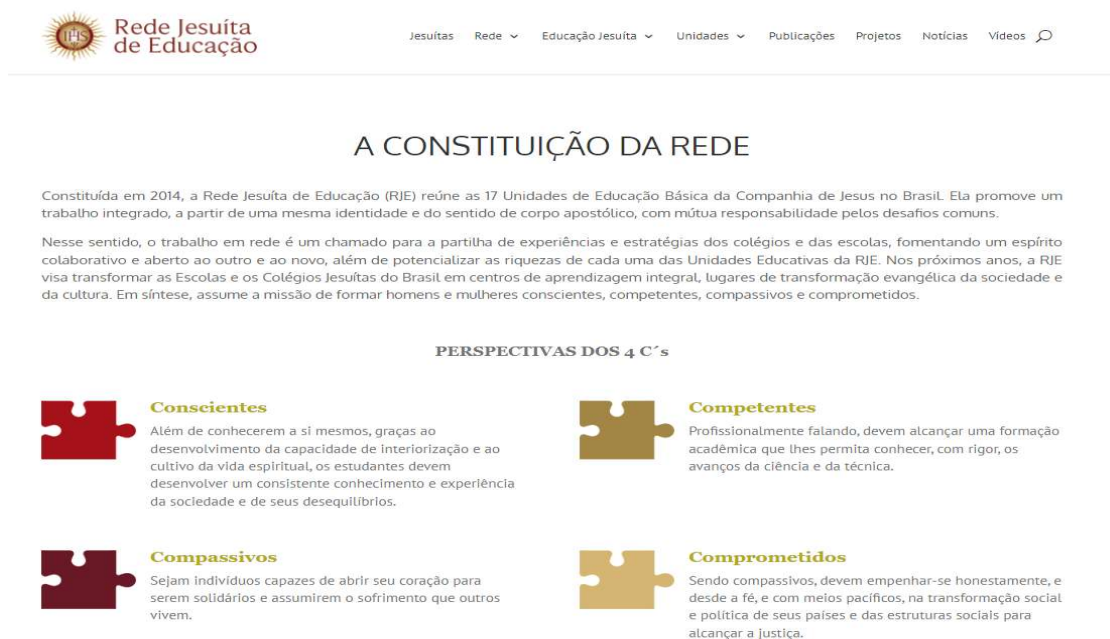 IHS
Rede Jesuíta
de Educação
Jesuítas Rede Educação Jesuíta Unidades Publicações Projetos Notícias Vídeos
A CONSTITUIÇÃO DA REDE
Constituída em 2014, a Rede Jesuíta de Educação (RJE) reúne as 17 Unidades de Educação Básica da Companhia de Jesus no Brasil. Ela promove um
trabalho integrado, a partir de uma mesma identidade e do sentido de corpo apostólico, com mútua responsabilidade pelos desafios comuns.
Nesse sentido, o trabalho em rede é um chamado para a partilha de experiências e estratégias dos colégios e das escolas, fomentando um espírito
colaborativo e aberto ao outro e ao novo, além de potencializar as riquezas de cada uma das Unidades Educativas da RJE. Nos próximos anos, a RJE
visa transformar as Escolas e os Colégios Jesuítas do Brasil em centros de aprendizagem integral, lugares de transformação evangélica da sociedade e
da cultura. Em síntese, assume a missão de formar homens e mulheres conscientes, competentes, compassivos e comprometidos.
PERSPECTIVAS DOS 4 C´s
Conscientes
Além de conhecerem a si mesmos, graças ao
desenvolvimento da capacidade de interiorização e ao
cultivo da vida espiritual, os estudantes devem
desenvolver um consistente conhecimento e experiência
da sociedade e de seus desequilíbrios.
Competentes
Profissionalmente falando, devem alcançar uma formação
acadêmica que lhes permita conhecer, com rigor, os
avanços da ciência e da técnica.
Compassivos
Sejam indivíduos capazes de abrir seu coração para
serem solidários e assumirem o sofrimento que outros
vivem.
Comprometidos
Sendo compassivos, devem empenhar-se honestamente, e
desde a fé, e com meios pacíficos, na transformação social
e política de seus países e das estruturas sociais para
alcançar a justiça.